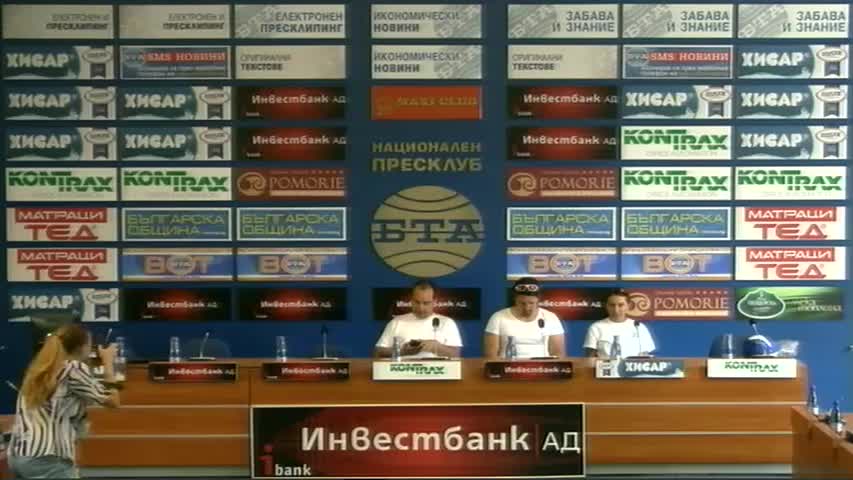 ЕЛЕКТРОНЕН
И ПРЕСКЛИПИНГ
ЕЛЕКТРОНЕН
И ПРЕСКЛИПИНГ
ЕЛЕКТРОНЕН
ПРЕСКЛИПИНГ
ИКОНОМИЧЕСКИ
НОВИНИ
ЗАБАВА
И ЗНАНИЕ
ЗАБАВА
И ЗНАНИЕ
ЗАБАВА
И ЗНАНИЕ
ХИСАР
SMS НОВИНИ
ОРИГИНАЛНИ
ТЕКСТОВЕ
ИКОНОМИЧЕСКИ
НОВИНИ
ОРИГИНАЛНИ
ТЕКСТОВЕ
SMS НОВИНИ
ХИСАР
ХИСАР
ХИСАР
Инвестбанк АД
MAXI CLUB
Инвестбанк АД
ХИСАР
ХИСАР
ХИСАР
ХИСАР
Инвестбанк АД
НАЦИОНАЛЕН
ПРЕСКЛУБ
Инвестбанк АД
KONTRAX
ХИСАР
KONTRAX
KONTRAX
POMORIE
POMORIE
KONTRAX
KONTRAX
МАТРАЦИ
ТЕД
БЪЛГАРСКА
ОБЩИНА
БЪЛГАРСКА
ОБЩИНА
БТА
БЪЛГАРСКА
ОБЩИНА
БЪЛГАРСКА
ОБЩИНА
МАТРАЦИ
ТЕД
МАТРАЦИ
ТЕД
ВОТ
ВОТ
ВОТ
ВОТ
МАТРАЦИ
ТЕД
ХИСАР
Инвестбанк АД
Инвестбанк АД
POMORIE
Инвестбанк АД
Инвестбанк АД
KONTRAX
Инвестбанк АД
ХИСАР
KONTRAX
Инвестбанк АД
ibank